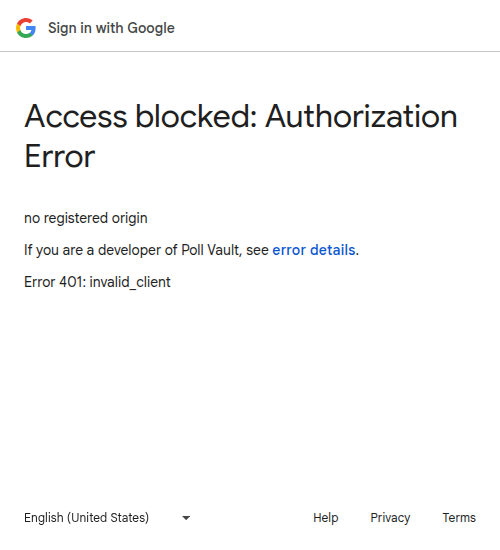 Sign in with Google
Access blocked: Authorization
Error
no registered origin
If you are a developer of Poll Vault, see error details.
Error 401: invalid_client
English (United States)
Help Privacy Terms